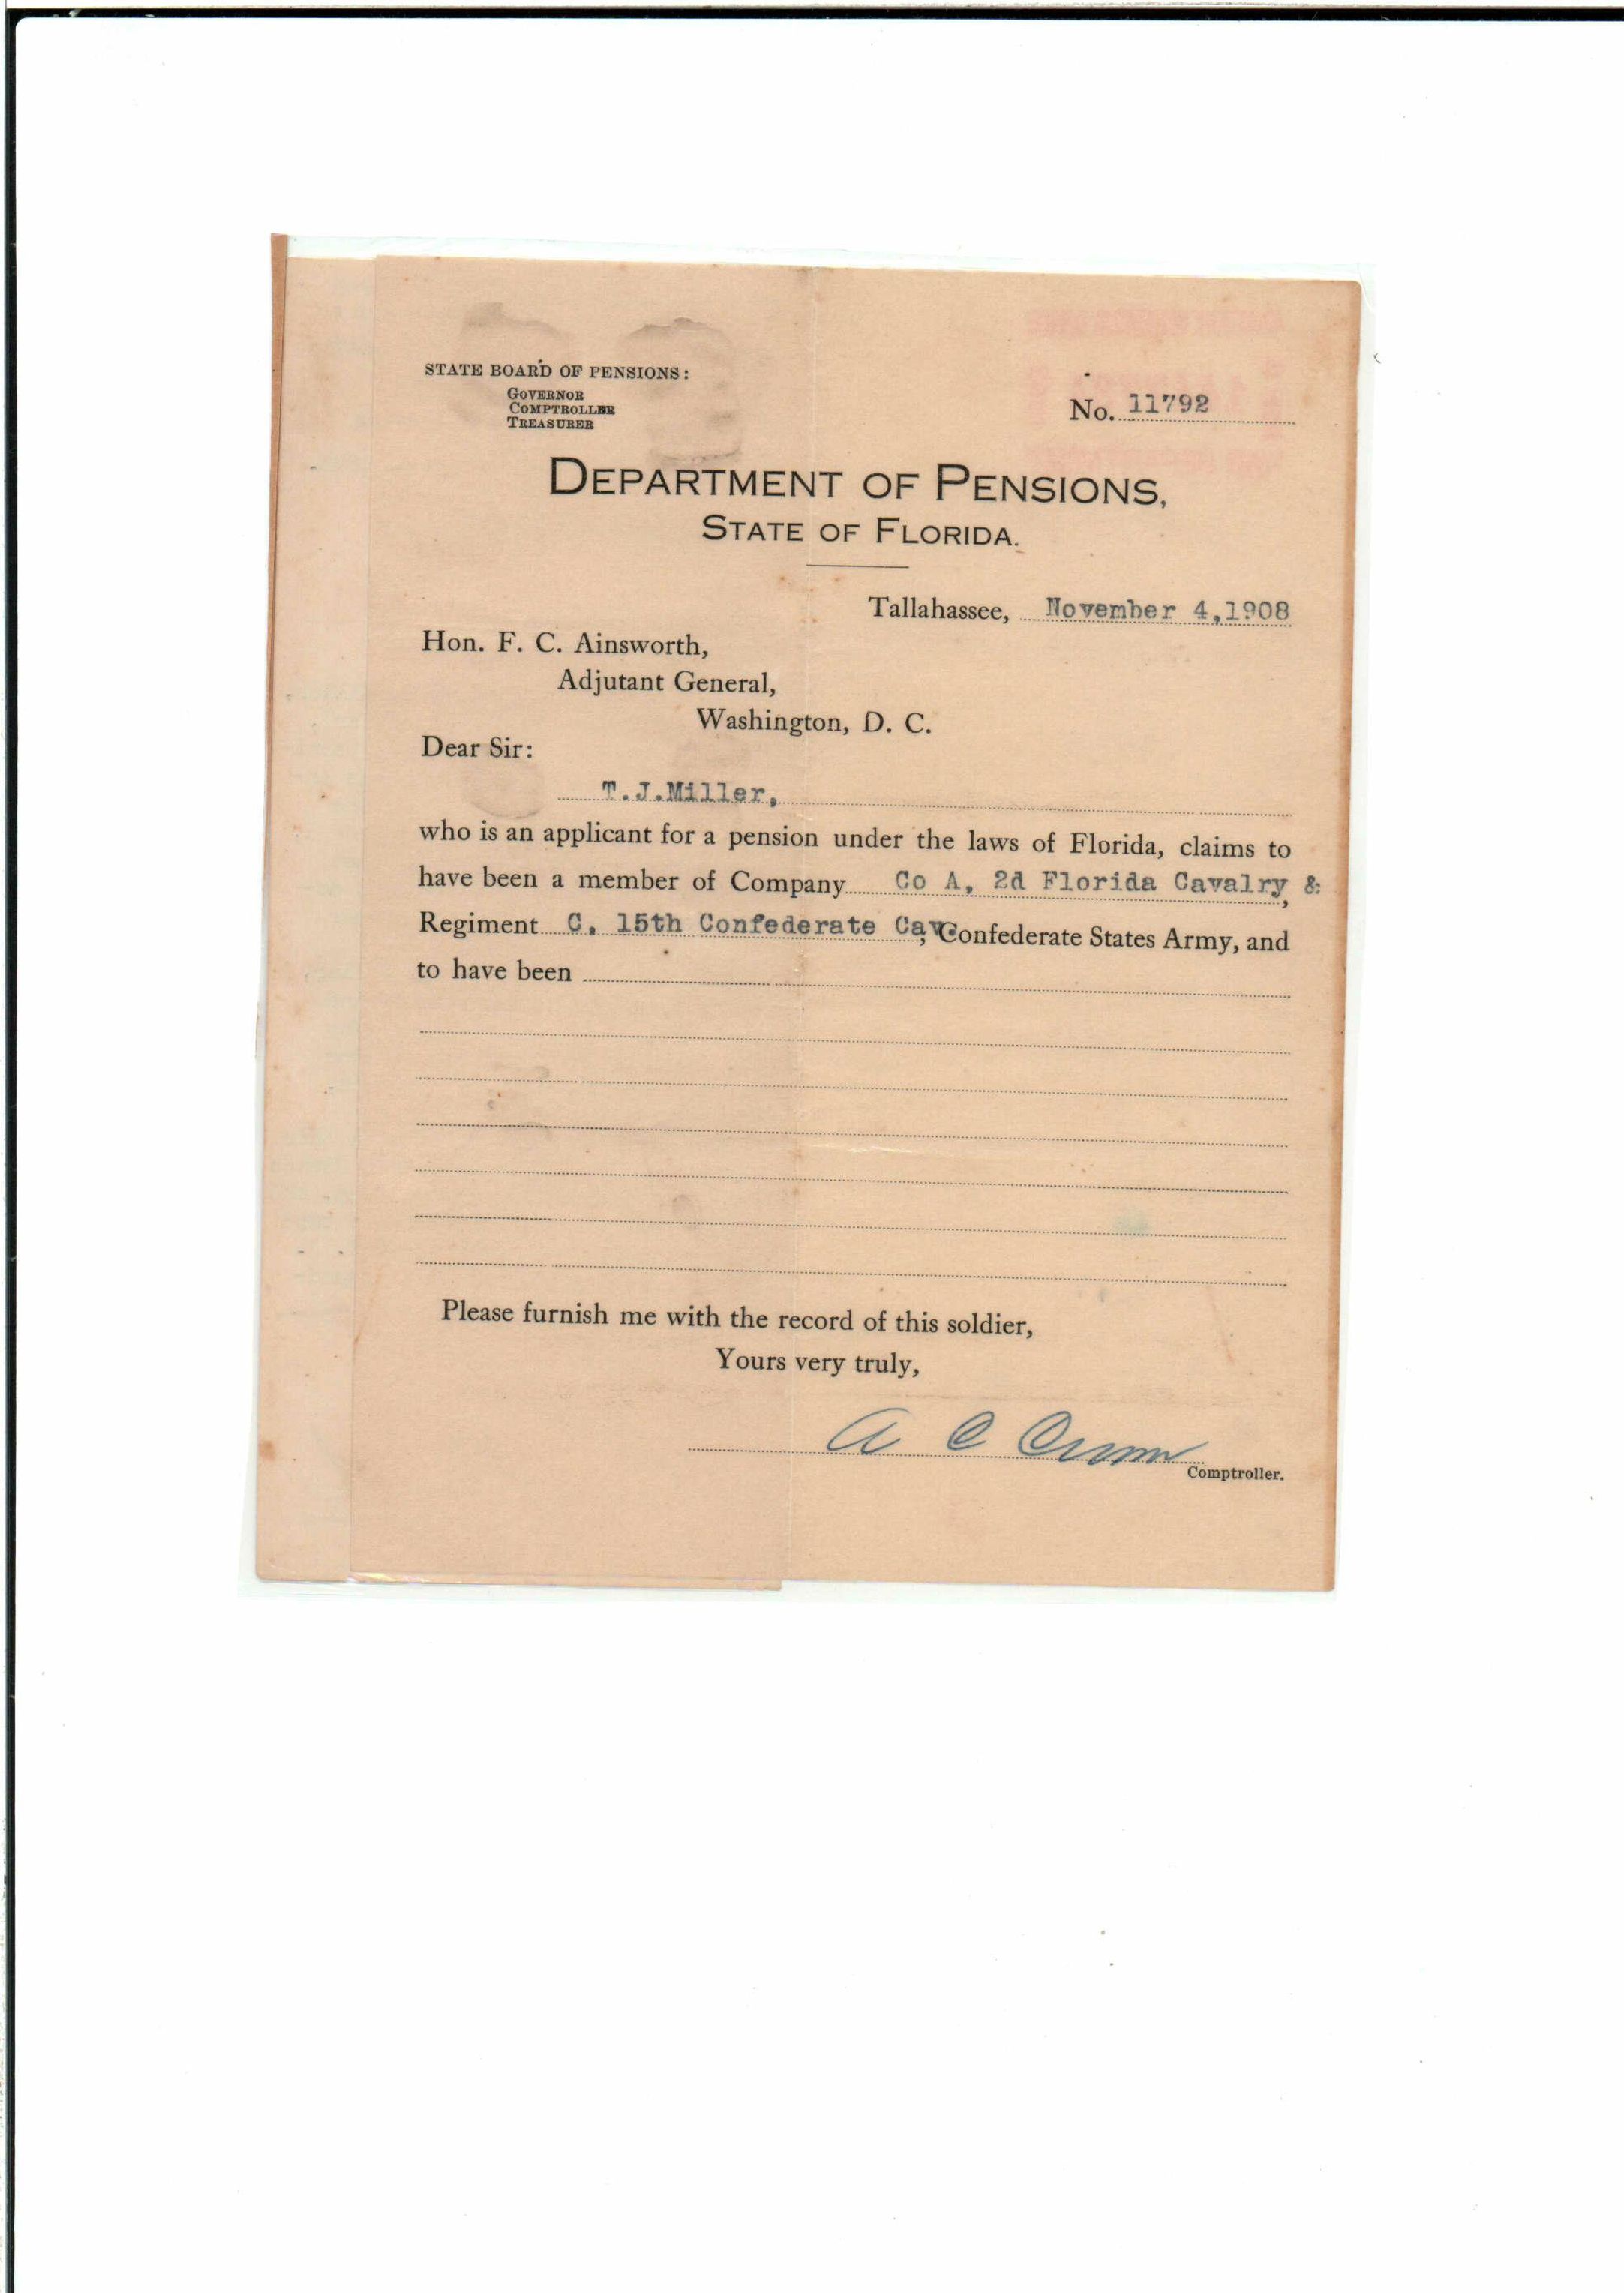 STATE BOARD OF PENSIONS:
GOVERNOR
COMPTROLLER
TREASURER
No. 11792
DEPARTMENT OF PENSIONS,
STATE OF FLORIDA.
Tallahassee, November 4,1908
Hon. F. C. Ainsworth,
Adjutant General,
Washington, D. C.
Dear Sir:
T.J.Miller,
who is an applicant for a pension under the laws of Florida, claims to
have been a member of Company Co A, 2d Florida Cavalry, &
Regiment C, 15th Confederate Cav, Confederate States Army, and
to have been
Please furnish me with the record of this soldier,
Yours very truly,
A C Croom
Comptroller.